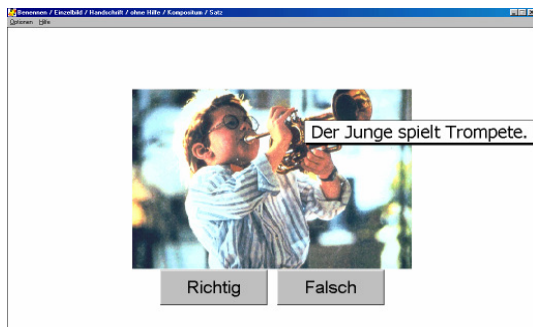 Benennen / Einzelbild / Handschrift / ohne Hilfe / Kompositum / Satz
Optionen Hilfe
Der Junge spielt Trompete.
Richtig Falsch